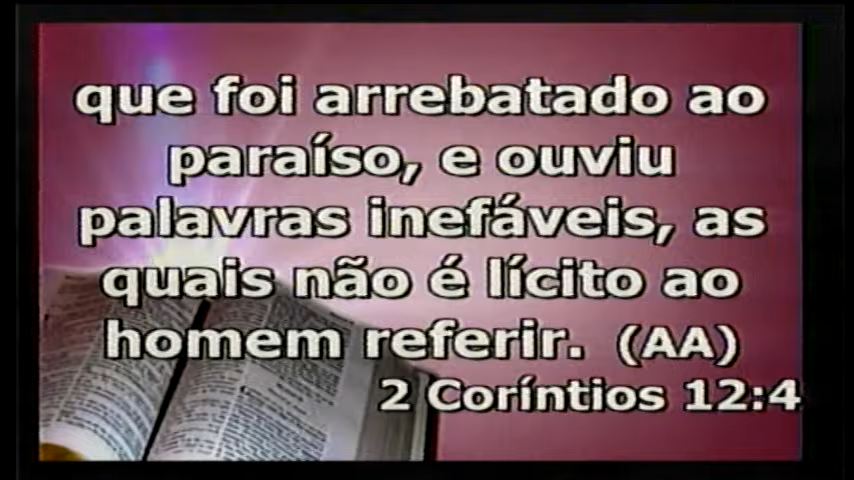 que foi arrebatado ao
paraíso, e ouviu
palavras inefáveis, as
quais não é lícito ao
homem referir. (AA)
2 Coríntios 12:4